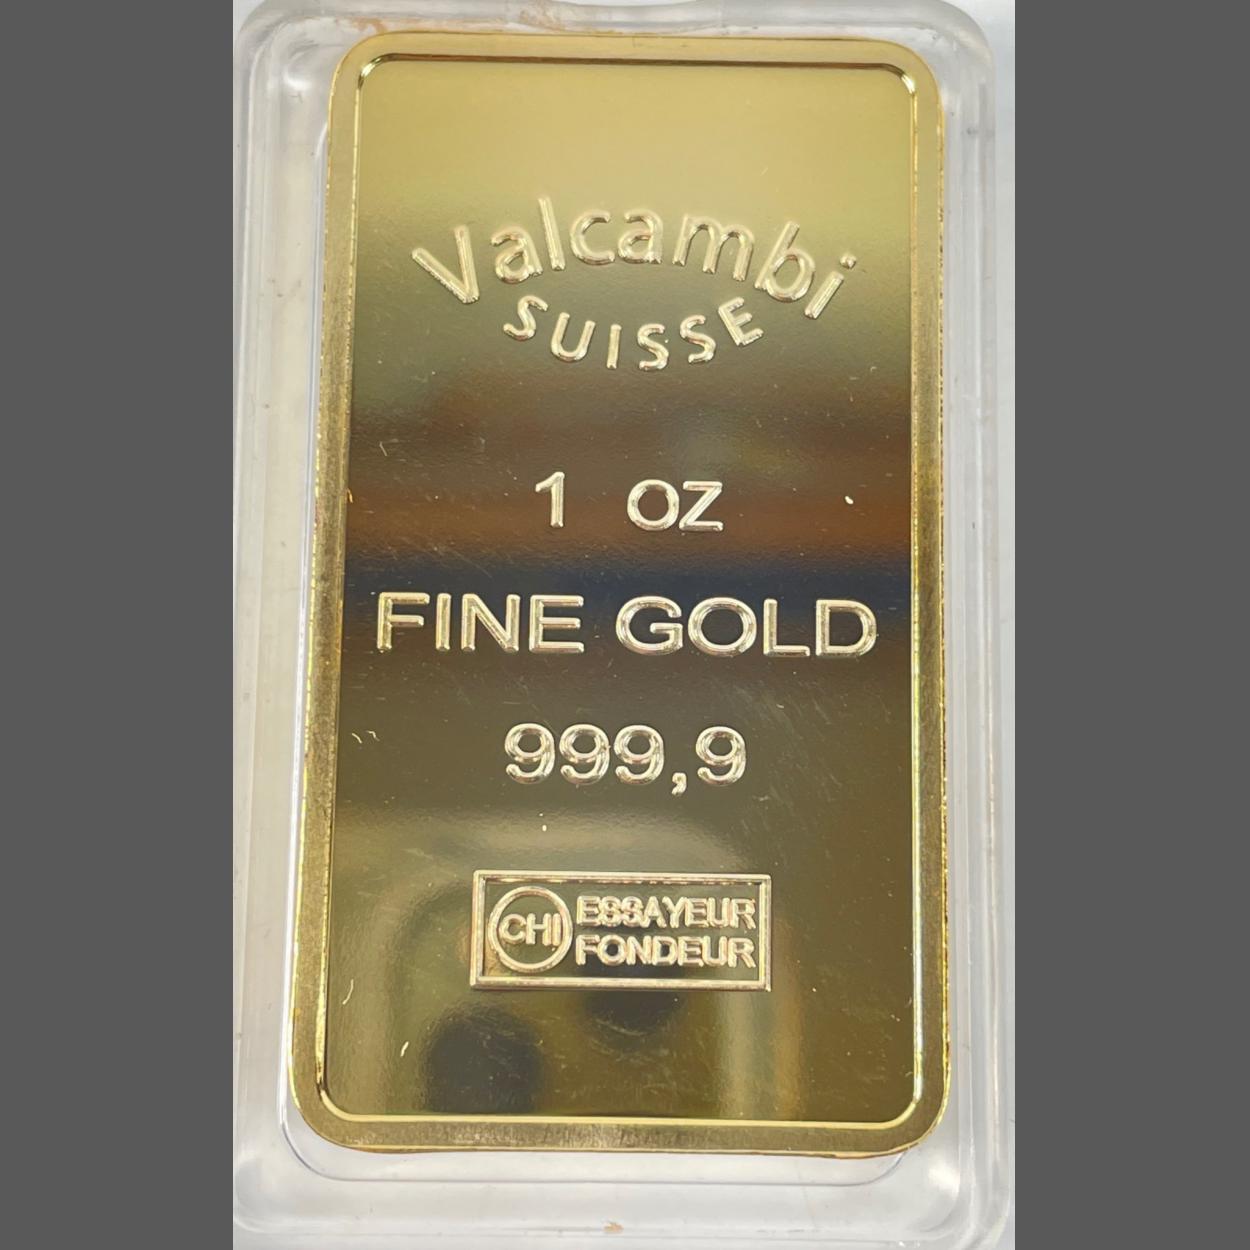 Valcambi
SUISSE
1 OZ
FINE GOLD
999,9
CHI ESSAYEUR
FONDEUR